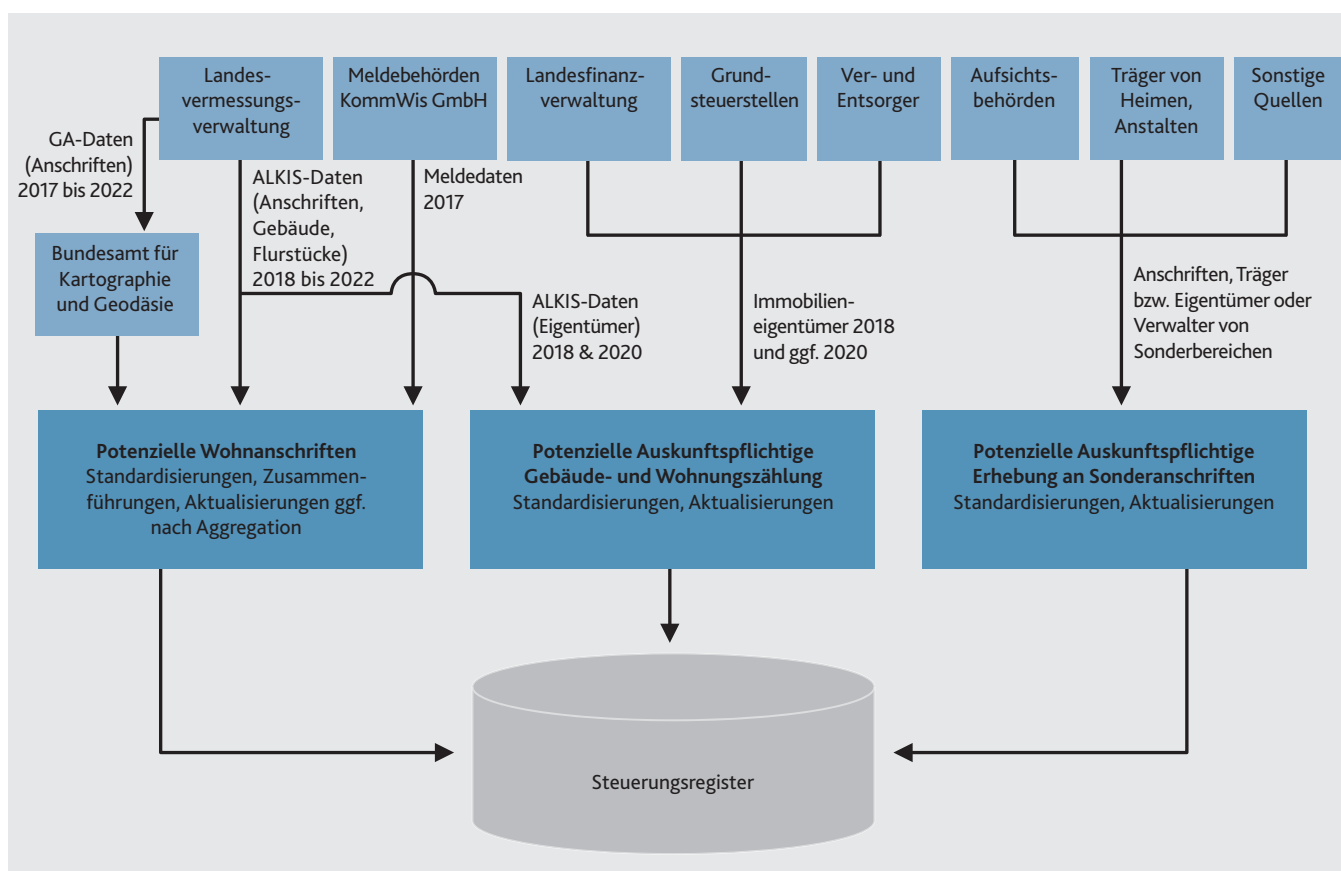 Landes-
vermessungs-
verwaltung
Meldebehörden
KommWis GmbH
Landesfinanz-
verwaltung
Grund-
steuerstellen
Ver- und
Entsorger
Aufsichts-
behörden
Träger von
Heimen,
Anstalten
Sonstige
Quellen
GA-Daten
(Anschriften)
2017 bis 2022
ALKIS-Daten
(Anschriften,
Gebäude,
Flurstücke)
2018 bis 2022
Meldedaten
2017
Bundesamt für
Kartographie
und Geodäsie
ALKIS-Daten
(Eigentümer)
2018 & 2020
Immobilien-
eigentümer 2018
und ggf. 2020
Anschriften, Träger
bzw. Eigentümer oder
Verwalter von
Sonderbereichen
Potenzielle Wohnanschriften
Standardisierungen, Zusammen-
führungen, Aktualisierungen ggf.
nach Aggregation
Potenzielle Auskunftspflichtige
Gebäude- und Wohnungszählung
Standardisierungen, Aktualisierungen
Potenzielle Auskunftspflichtige
Erhebung an Sonderanschriften
Standardisierungen, Aktualisierungen
Steuerungsregister